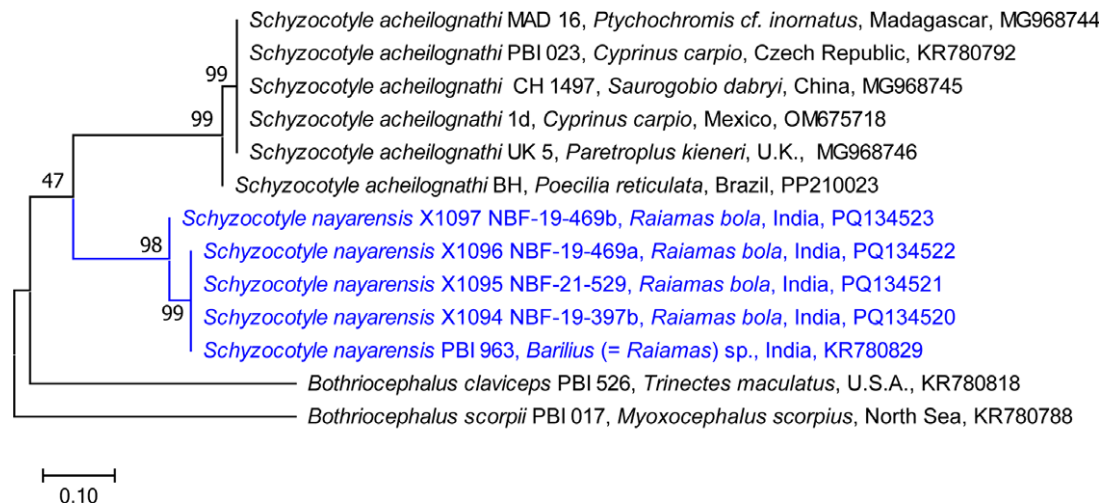 Schyzocotyle acheilognathi MAD 16, Ptychochromis cf. inornatus, Madagascar, MG968744
Schyzocotyle acheilognathi PBI 023, Cyprinus carpio, Czech Republic, KR780792
99
Schyzocotyle acheilognathi CH 1497, Saurogobio dabryi, China, MG968745
99
Schyzocotyle acheilognathi 1d, Cyprinus carpio, Mexico, OM675718
Schyzocotyle acheilognathi UK 5, Paretroplus kieneri, U.K., MG968746
47
Schyzocotyle acheilognathi BH, Poecilia reticulata, Brazil, PP210023
Schyzocotyle nayarensis X1097 NBF-19-469b, Raiamas bola, India, PQ134523
98
Schyzocotyle nayarensis X1096 NBF-19-469a, Raiamas bola, India, PQ134522
Schyzocotyle nayarensis X1095 NBF-21-529, Raiamas bola, India, PQ134521
99
Schyzocotyle nayarensis X1094 NBF-19-397b, Raiamas bola, India, PQ134520
Schyzocotyle nayarensis PBI 963, Barilius (= Raiamas) sp., India, KR780829
Bothriocephalus claviceps PBI 526, Trinectes maculatus, U.S.A., KR780818
Bothriocephalus scorpii PBI 017, Myoxocephalus scorpius, North Sea, KR780788
0.10